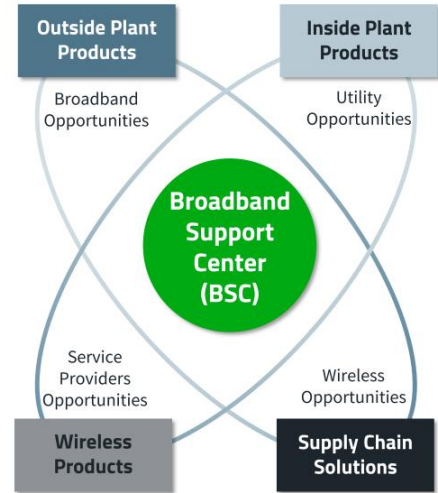 Outside Plant
Products
Inside Plant
Products
Broadband
Opportunities
Utility
Opportunities
Broadband
Support
Center
(BSC)
Service
Providers
Opportunities
Wireless
Opportunities
Wireless
Products
Supply Chain
Solutions